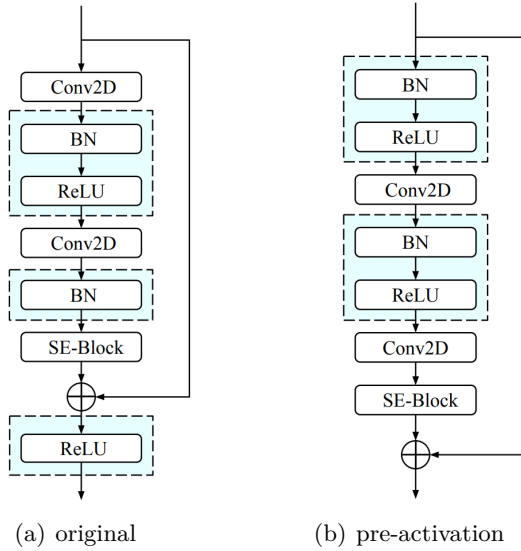 Conv2D
BN
ReLU
Conv2D
BN
SE-Block
ReLU
(a) original
BN
ReLU
Conv2D
BN
ReLU
Conv2D
SE-Block
(b) pre-activation